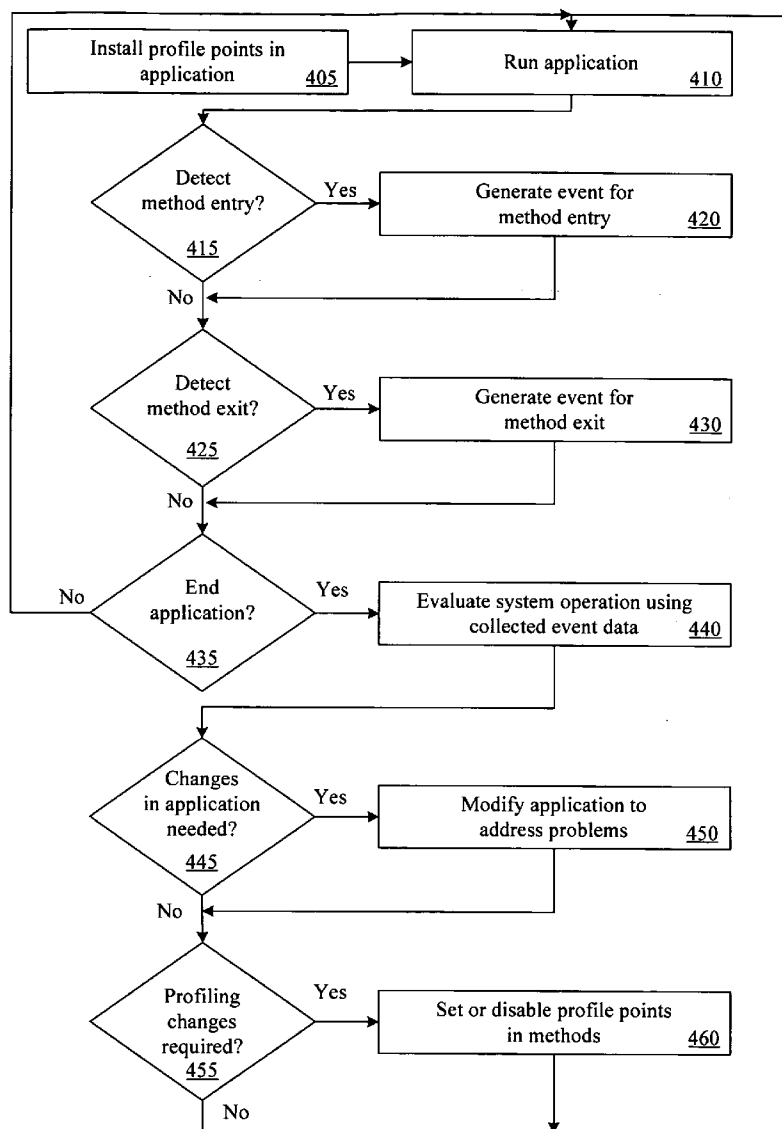 Install profile points in
application 405
Run application
410
Detect
method entry?
415
Yes
Generate event for
method entry 420
No
Detect
method exit?
425
Yes
Generate event for
method exit 430
No
End
application?
435
No
Yes
Evaluate system operation using
collected event data 440
Changes
in application
needed?
445
Yes
Modify application to
address problems 450
No
Profiling
changes
required?
455
Yes
Set or disable profile points
in methods 460
No